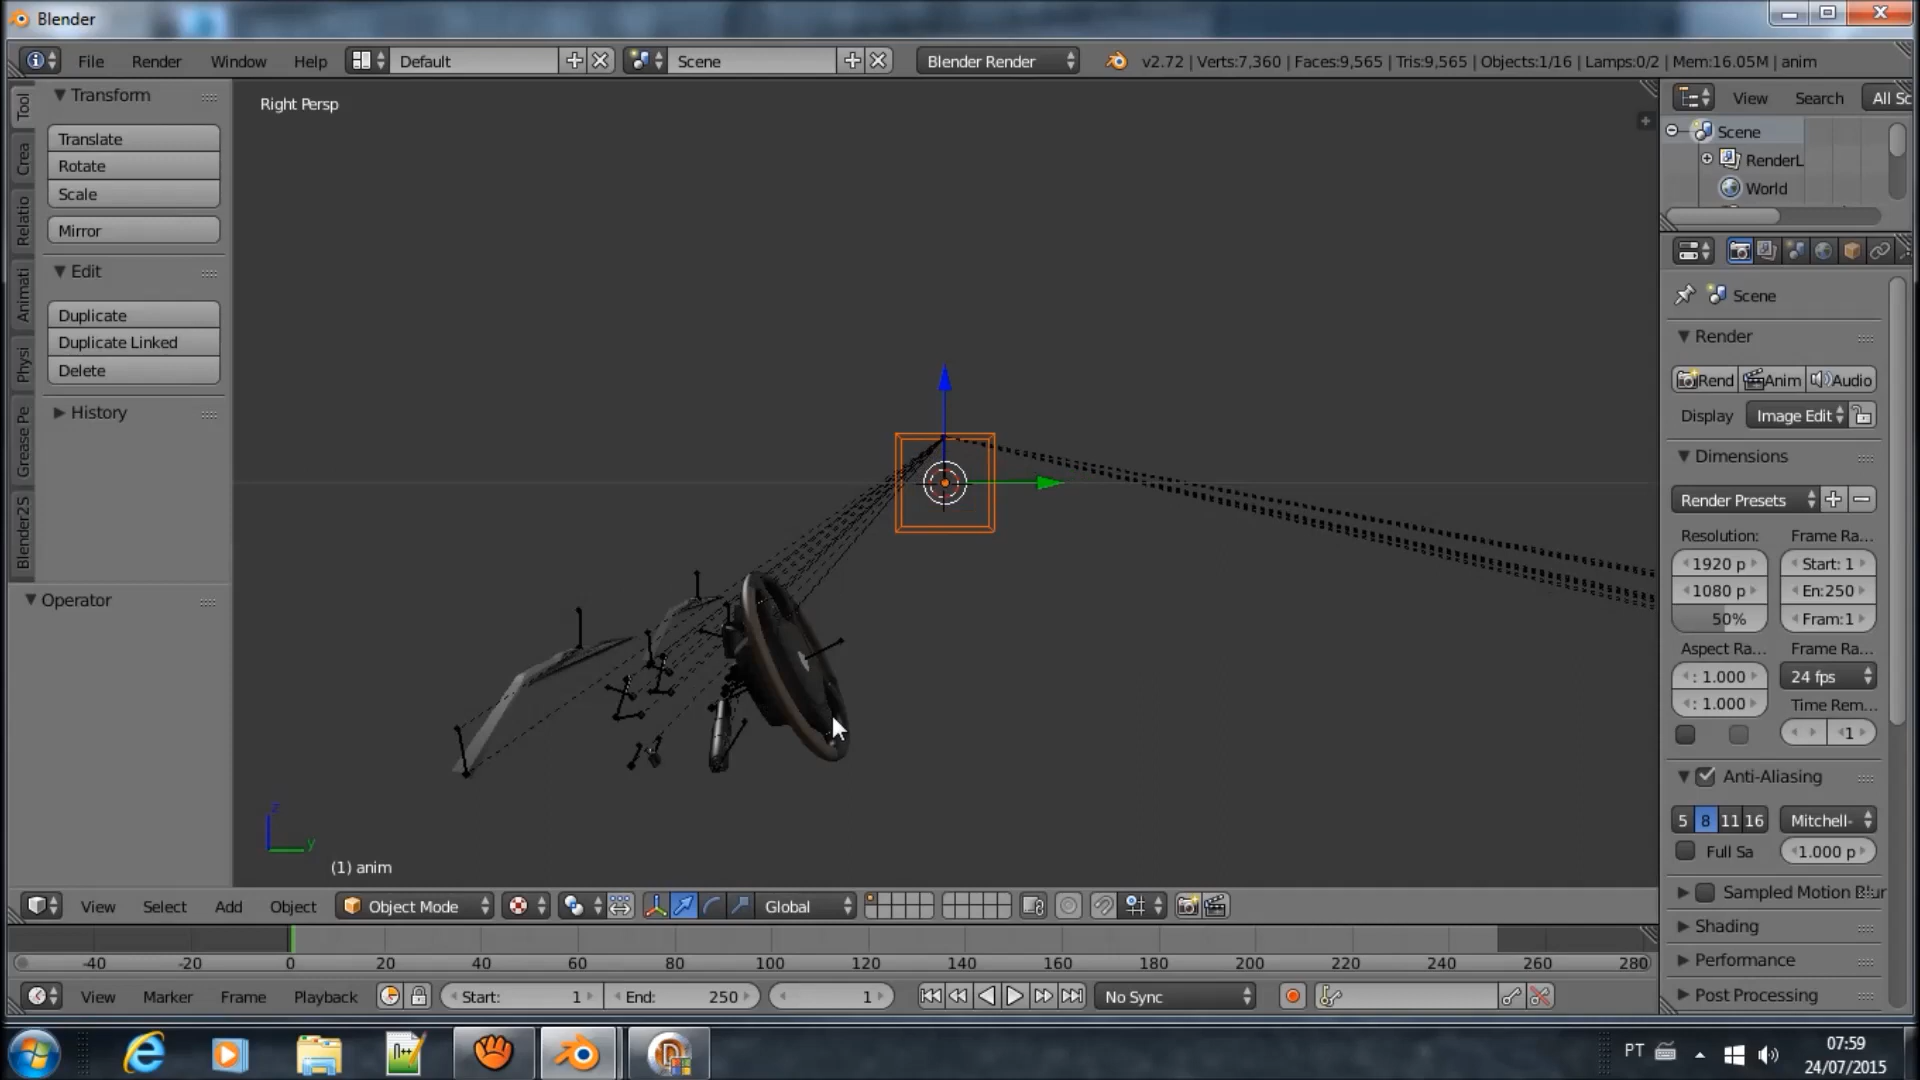 Blender
File Render Window Help Default Scene Blender Render v2.72 | Verts:7,360 | Faces:9,565 | Tris:9,565 | Objects:1/16 | Lamps:0/2 | Mem:16.05M | anim
Tool
Crea
Relatio
Animati
Physi
Grease Pe
Blender2S
Transform
Translate
Rotate
Scale
Mirror
Edit
Duplicate
Duplicate Linked
Delete
History
Operator
Right Persp
z
y
(1) anim
View Search All Sc
Scene
RenderL
World
Scene
Render
Rend Anim Audio
Display Image Edit
Dimensions
Render Presets
Resolution: Frame Ra...
1920 p Start: 1
1080 p En:250
50% Fram:1
Aspect Ra... Frame Ra...
: 1.000 24 fps
: 1.000 Time Rem...
1
Anti-Aliasing
5 8 11 16 Mitchell-
Full Sa 1.000 p
Sampled Motion Blur
Shading
Performance
Post Processing
View Select Add Object Object Mode Global
-40 -20 0 20 40 60 80 100 120 140 160 180 200 220 240 260 280
View Marker Frame Playback Start: 1 End: 250 1 No Sync
PT
07:59
24/07/2015